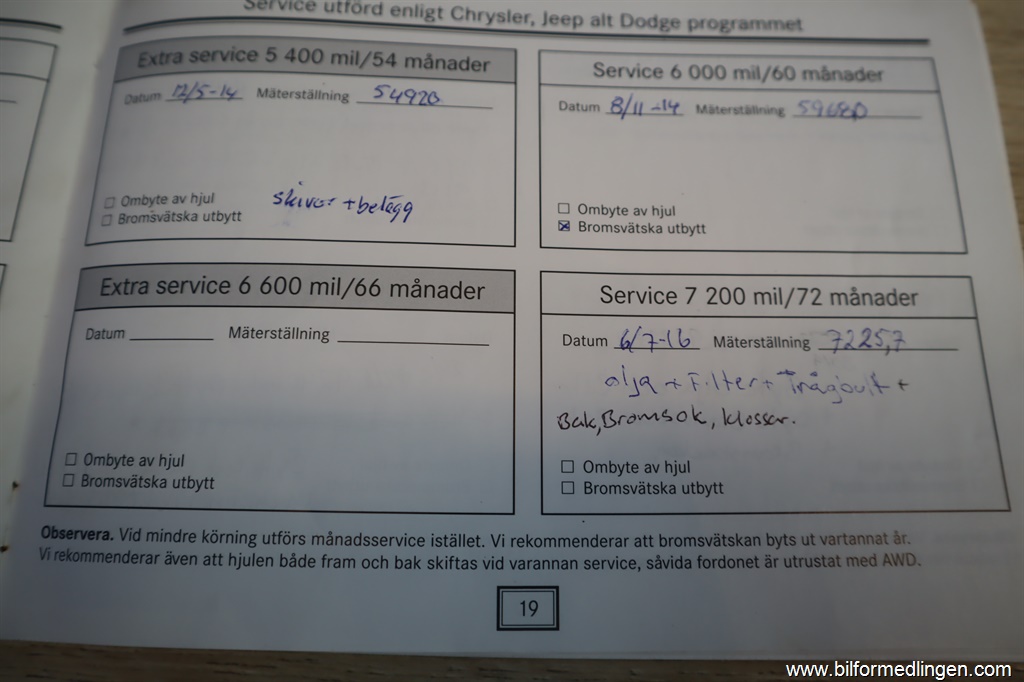 Service utförd enligt Chrysler, Jeep alt Dodge programmet
Extra service 5 400 mil/54 månader
Datum 12/5-14 Mäterställning 54920
skivor + belägg
Ombyte av hjul
Bromsvätska utbytt
Service 6 000 mil/60 månader
Datum 8/11-14 Mäterställning
Ombyte av hjul
Bromsvätska utbytt
Extra service 6 600 mil/66 månader
Datum Mäterställning
Ombyte av hjul
Bromsvätska utbytt
Service 7 200 mil/72 månader
Datum 6/7-16 Mäterställning 7225,7
olja + Filter +
Bak, Bromsok, klossar.
Ombyte av hjul
Bromsvätska utbytt
Observera. Vid mindre körning utförs månadsservice istället. Vi rekommenderar att bromsvätskan byts ut vartannat år.
Vi rekommenderar även att hjulen både fram och bak skiftas vid varannan service, såvida fordonet är utrustat med AWD.
19
www.bilformedlingen.com